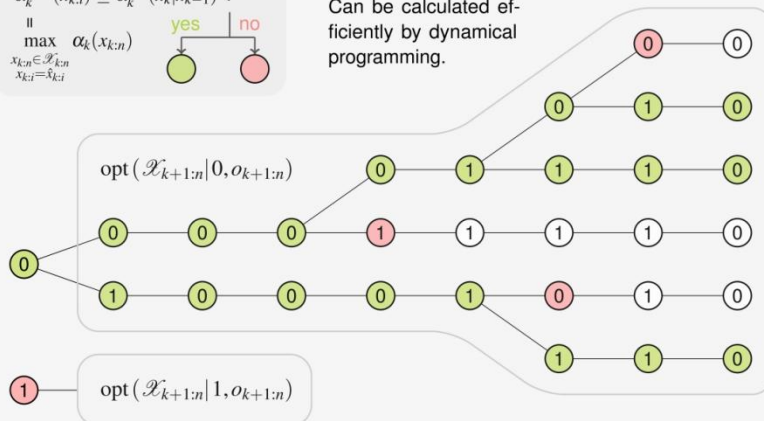 Can be calculated ef-
ficiently by dynamical
programming.
=
max α_k(x_{k:n})
x_{k:n}∈𝒳_{k:n}
x_{k:i}=x̂_{k:i}
yes no
0 0
0 1 0
opt(𝒳_{k+1:n}|0,o_{k+1:n})
0 1 1 1 0
0 0 0 1 1 1 1 0
0
1 0 0 0 1 0 1 0
1 1 0
1 opt(𝒳_{k+1:n}|1,o_{k+1:n})